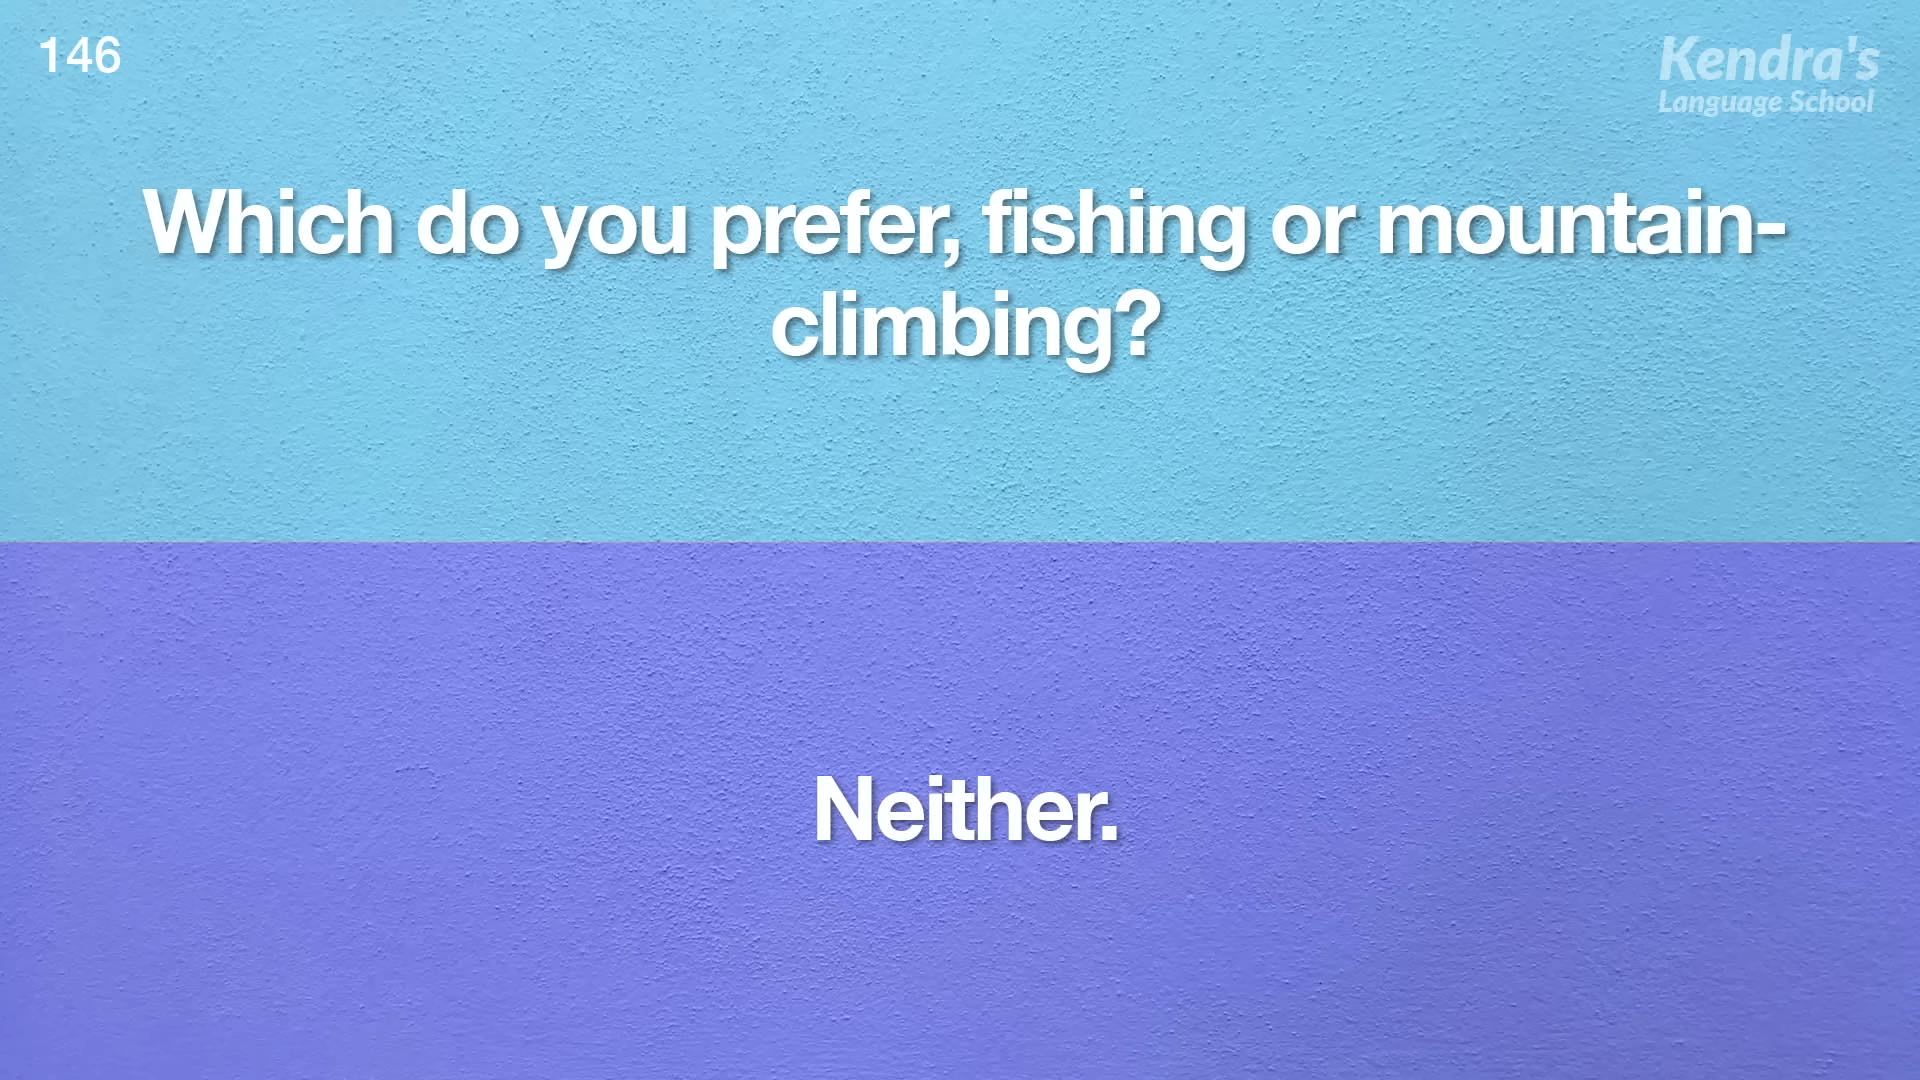 146
Kendra's
Language School
Which do you prefer, fishing or mountain-
climbing?
Neither.